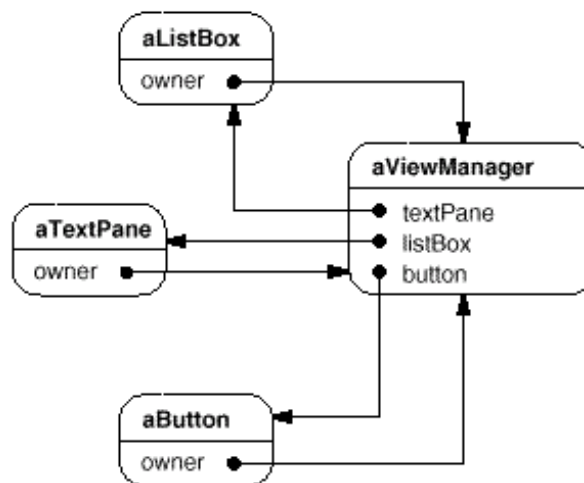 aListBox
owner
aViewManager
textPane
listBox
button
aTextPane
owner
aButton
owner